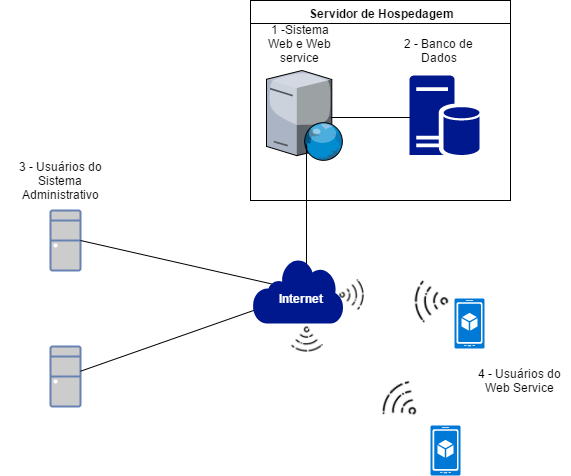 Servidor de Hospedagem
1 -Sistema
Web e Web
service
2 - Banco de
Dados
3 - Usuários do
Sistema
Administrativo
Internet
4 - Usuários do
Web Service